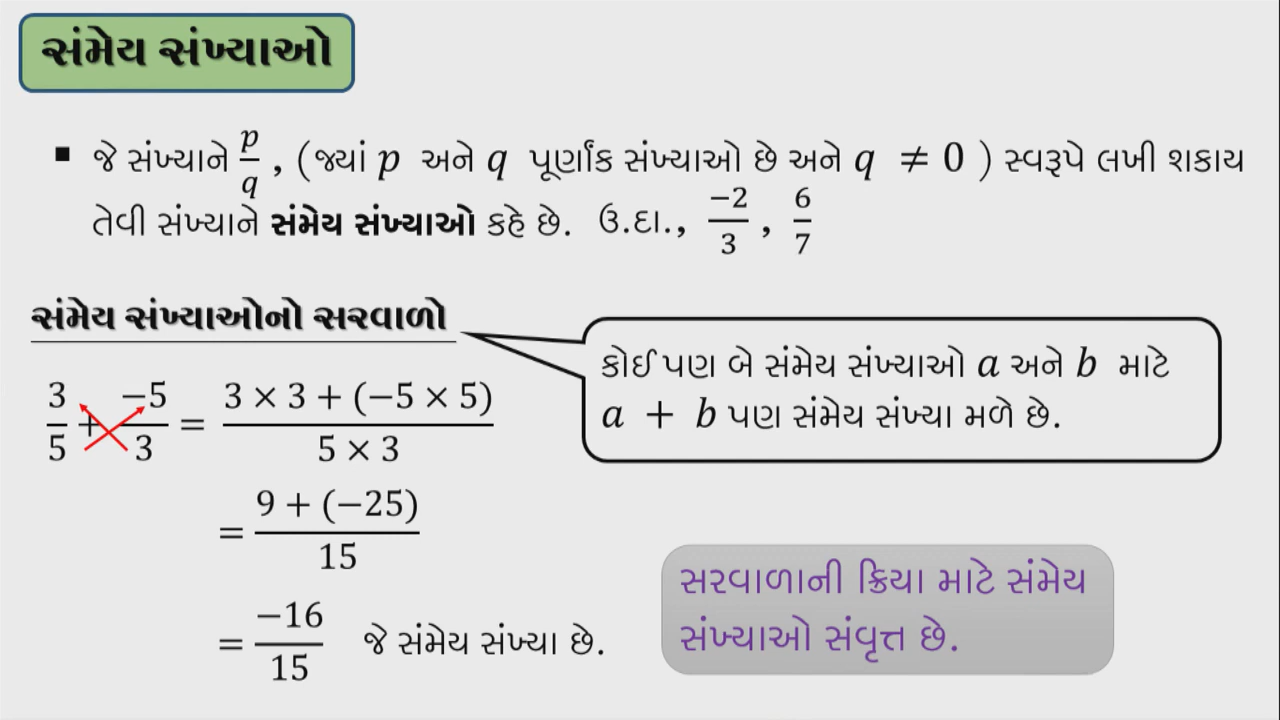 સંમેય સંખ્યાઓ
▪ જે સંખ્યાને p/q , (જ્યાં p અને q પૂર્ણાંક સંખ્યાઓ છે અને q ≠ 0 ) સ્વરૂપે લખી શકાય
તેવી સંખ્યાને સંમેય સંખ્યાઓ કહે છે. ઉ.દા., −2/3 , 6/7
સંમેય સંખ્યાઓનો સરવાળો
કોઈપણ બે સંમેય સંખ્યાઓ a અને b માટે
a + b પણ સંમેય સંખ્યા મળે છે.
3/5 + −5/3 = 3 × 3 + (−5 × 5) / 5 × 3
= 9 + (−25) / 15
= −16/15 જે સંમેય સંખ્યા છે.
સરવાળાની ક્રિયા માટે સંમેય
સંખ્યાઓ સંવૃત્ત છે.